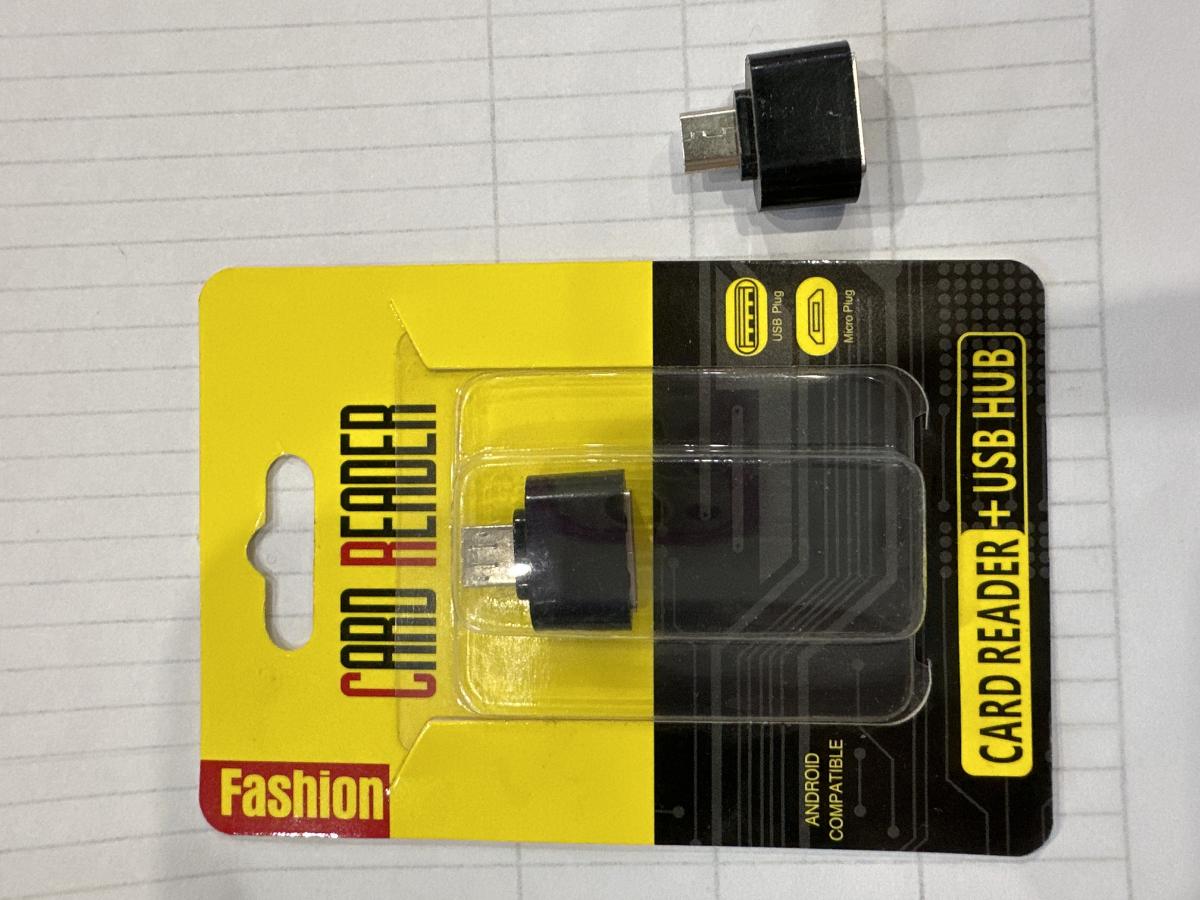 Fashion
CARD READER
USB Plug
Micro Plug
ANDROID
COMPATIBLE
CARD READER + USB HUB